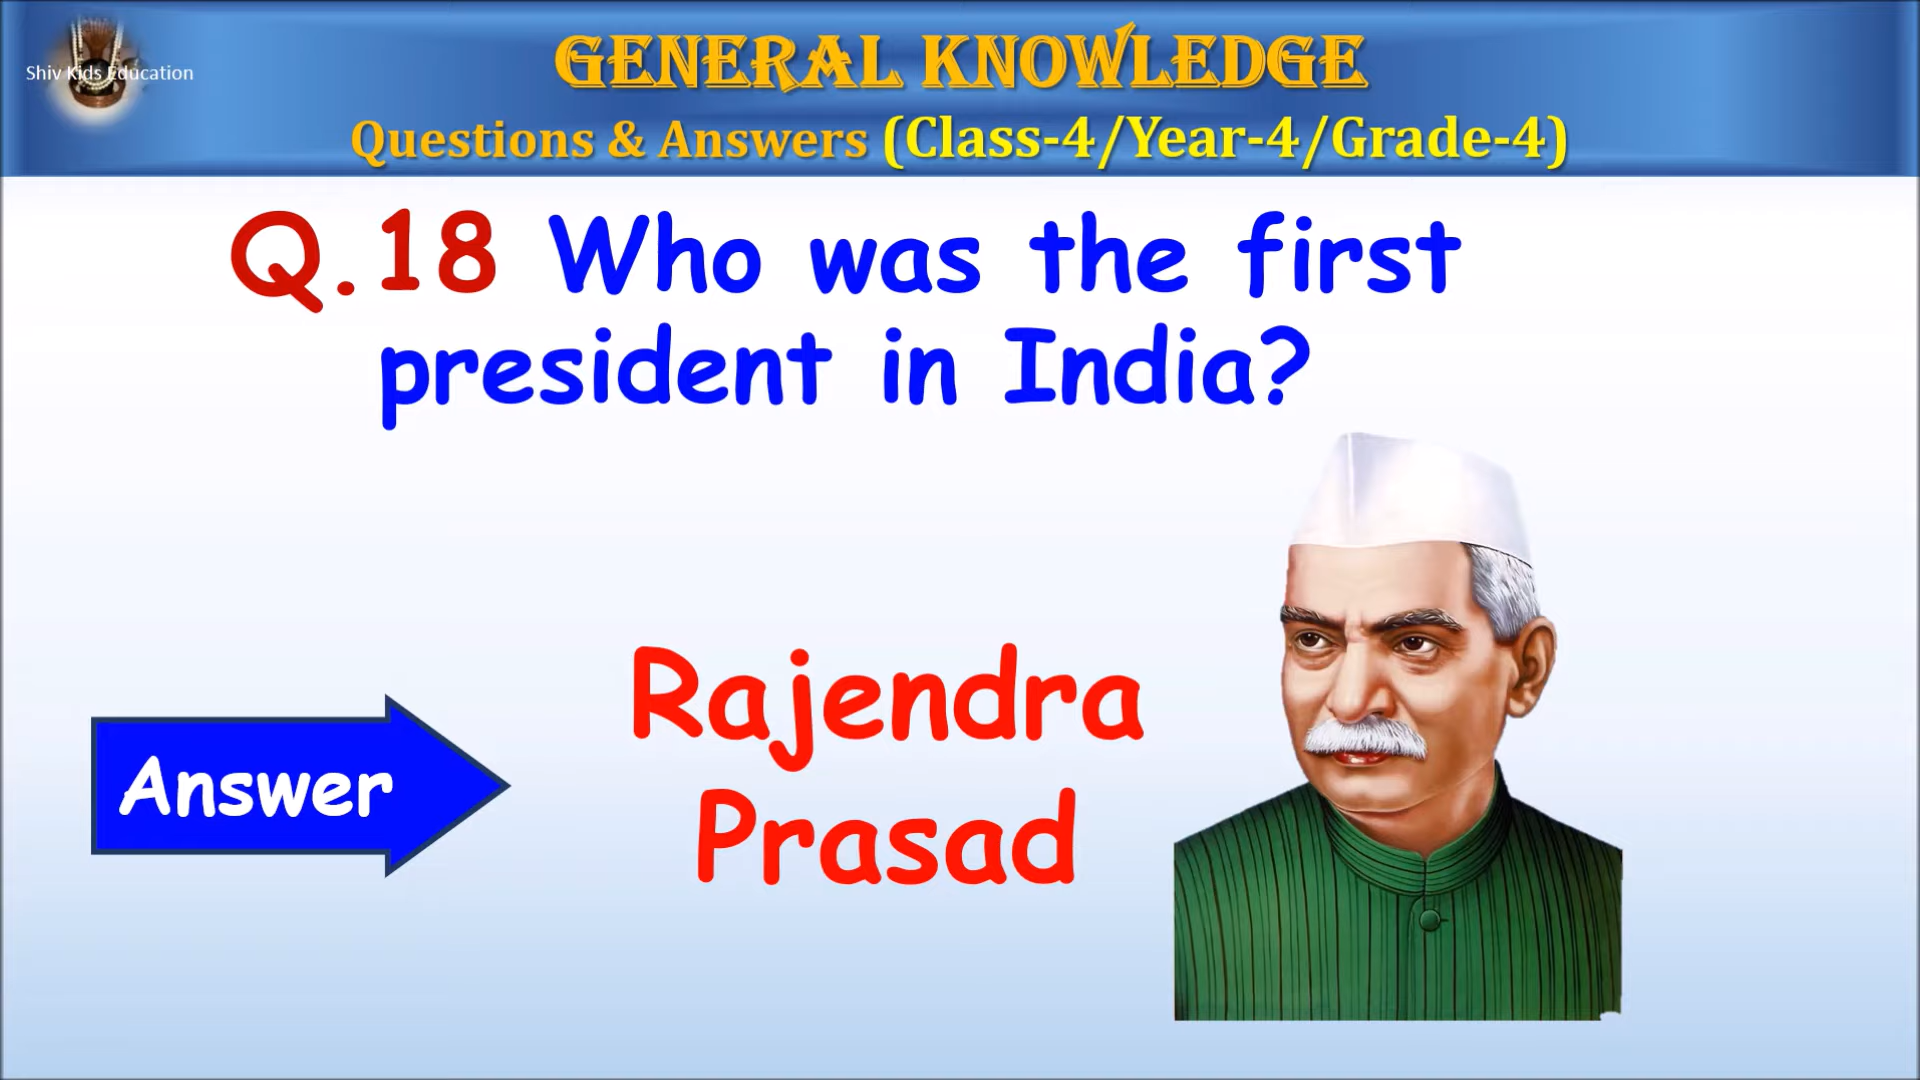 Shiv Kids Education
GENERAL KNOWLEDGE
Questions & Answers (Class-4/Year-4/Grade-4)
Q.18 Who was the first
president in India?
Answer
Rajendra
Prasad